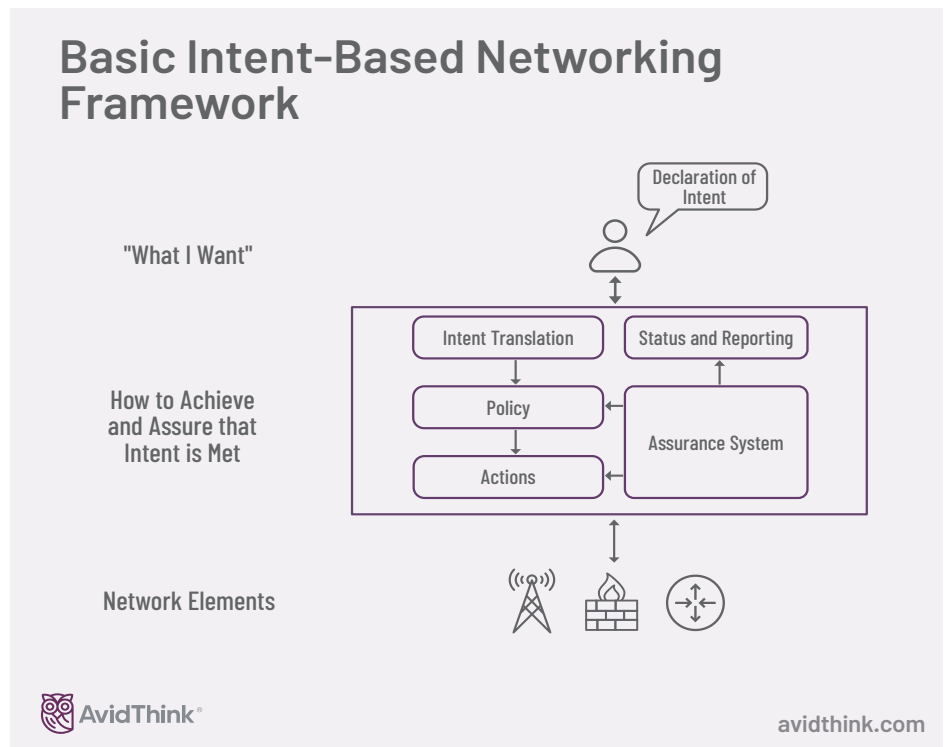 Basic Intent-Based Networking
Framework
Declaration of
Intent
"What I Want"
Intent Translation
Status and Reporting
How to Achieve
and Assure that
Intent is Met
Policy
Assurance System
Actions
Network Elements
AvidThink®
avidthink.com